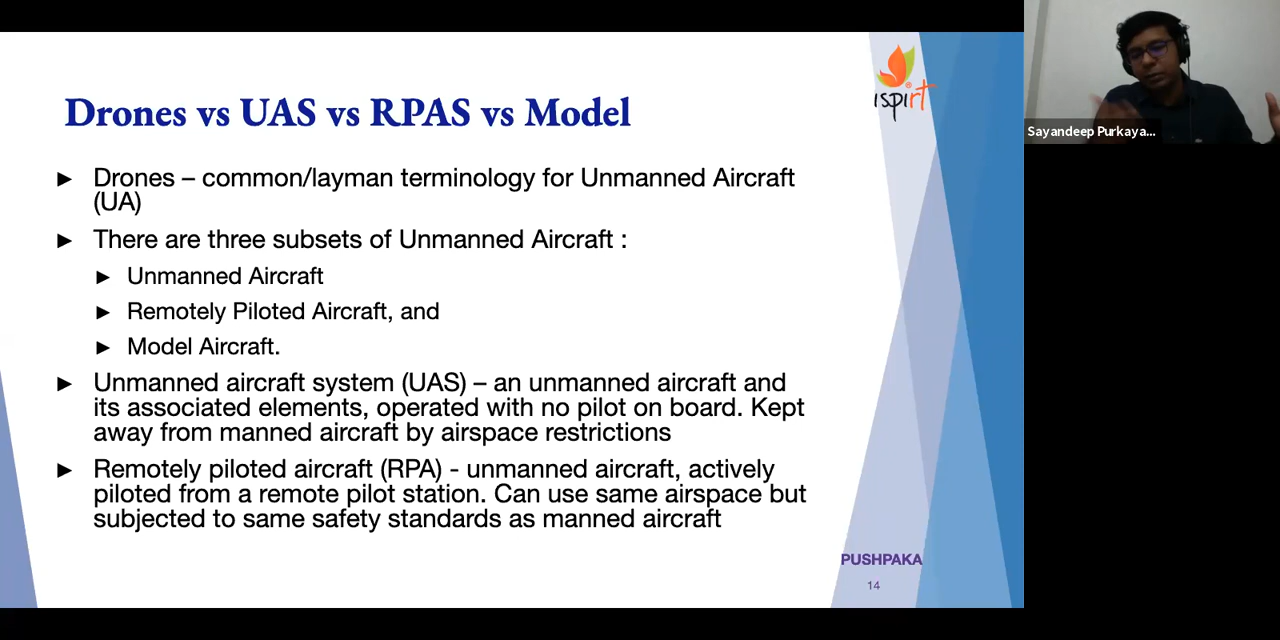 Drones vs UAS vs RPAS vs Model
► Drones – common/layman terminology for Unmanned Aircraft
(UA)
► There are three subsets of Unmanned Aircraft :
► Unmanned Aircraft
► Remotely Piloted Aircraft, and
► Model Aircraft.
► Unmanned aircraft system (UAS) – an unmanned aircraft and
its associated elements, operated with no pilot on board. Kept
away from manned aircraft by airspace restrictions
► Remotely piloted aircraft (RPA) - unmanned aircraft, actively
piloted from a remote pilot station. Can use same airspace but
subjected to same safety standards as manned aircraft
ispirt
PUSHPAKA
14
Sayandeep Purkaya...